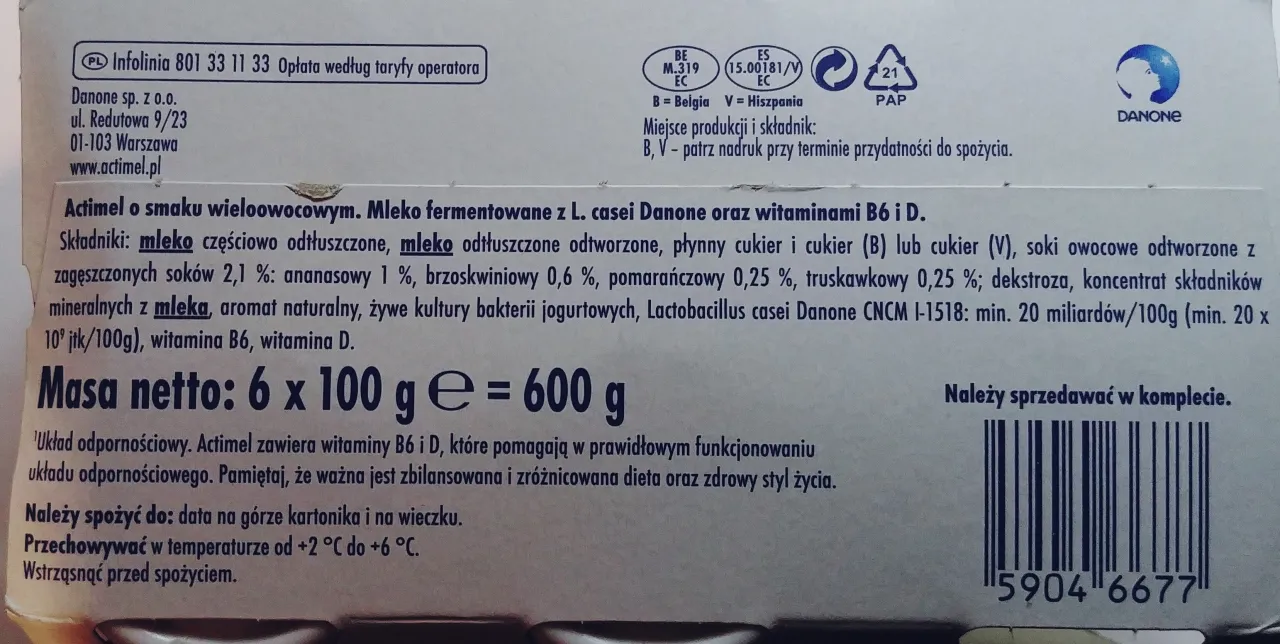 PL Infolinia 801 33 11 33 Opłata według taryfy operatora
Danone sp. z o.o.
ul. Redutowa 9/23
01-103 Warszawa
www.actimel.pl
BE
M.319
EC
ES
15.00181/V
EC
21
PAP
B = Belgia V = Hiszpania
Miejsce produkcji i składnik:
B, V – patrz nadruk przy terminie przydatności do spożycia.
DANONE
Actimel o smaku wieloowocowym. Mleko fermentowane z L. casei Danone oraz witaminami B6 i D.
Składniki: mleko częściowo odtłuszczone, mleko odtłuszczone odtworzone, płynny cukier i cukier (B) lub cukier (V), soki owocowe odtworzone z
zagęszczonych soków 2,1 %: ananasowy 1 %, brzoskwiniowy 0,6 %, pomarańczowy 0,25 %, truskawkowy 0,25 %; dekstroza, koncentrat składników
mineralnych z mleka, aromat naturalny, żywe kultury bakterii jogurtowych, Lactobacillus casei Danone CNCM I-1518: min. 20 miliardów/100g (min. 20 x
10⁹ jtk/100g), witamina B6, witamina D.
Masa netto: 6 x 100 g e = 600 g
¹Układ odpornościowy. Actimel zawiera witaminy B6 i D, które pomagają w prawidłowym funkcjonowaniu
układu odpornościowego. Pamiętaj, że ważna jest zbilansowana i zróżnicowana dieta oraz zdrowy styl życia.
Należy spożyć do: data na górze kartonika i na wieczku.
Przechowywać w temperaturze od +2 °C do +6 °C.
Wstrząsnąć przed spożyciem.
Należy sprzedawać w komplecie.
5904 6677